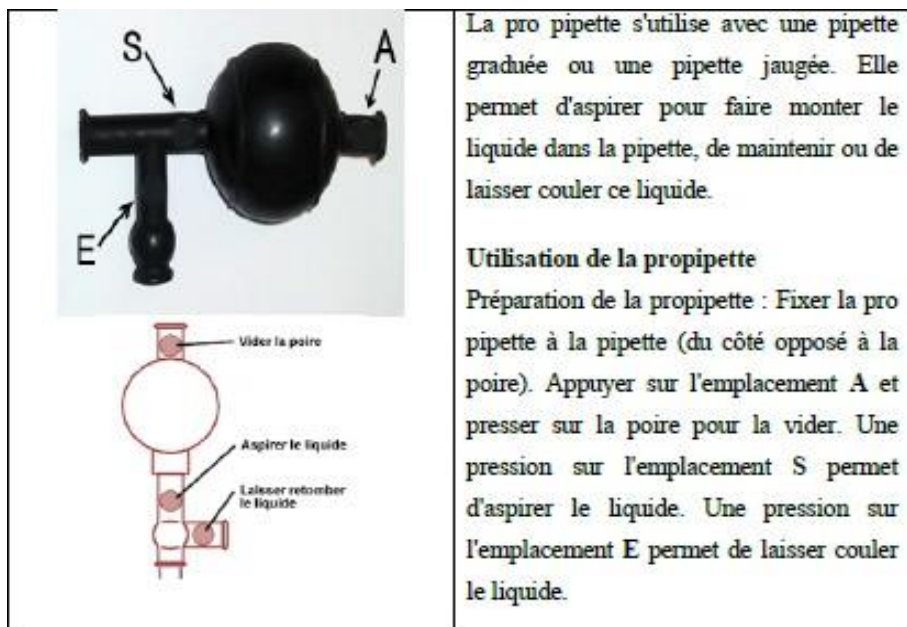 S
A
E
Vider la poire
Aspirer le liquide
Laisser retomber
le liquide
La pro pipette s'utilise avec une pipette
graduée ou une pipette jaugée. Elle
permet d'aspirer pour faire monter le
liquide dans la pipette, de maintenir ou de
laisser couler ce liquide.
Utilisation de la propipette
Préparation de la propipette : Fixer la pro
pipette à la pipette (du côté opposé à la
poire). Appuyer sur l'emplacement A et
presser sur la poire pour la vider. Une
pression sur l'emplacement S permet
d'aspirer le liquide. Une pression sur
l'emplacement E permet de laisser couler
le liquide.